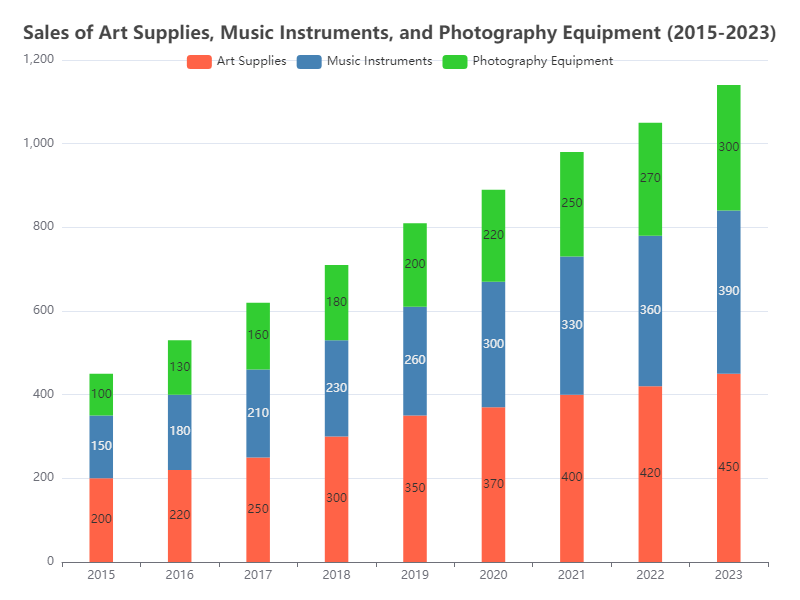 Sales of Art Supplies, Music Instruments, and Photography Equipment (2015-2023)
Art Supplies Music Instruments Photography Equipment
1,200
1,000
800
600
400
200
0
100 130 160 180 200 220 250 270 300
150 180 210 230 260 300 330 360 390
200 220 250 300 350 370 400 420 450
2015 2016 2017 2018 2019 2020 2021 2022 2023